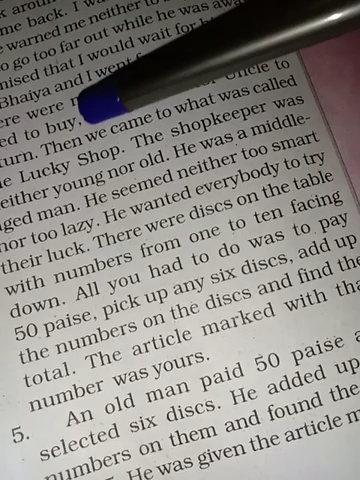 me back. I
warned me neither to
go too far out while he was away
I would wait for
Bhaiya and I went
ere were
ed to buy, Uncle to
turn. Then we came to what was called
e Lucky Shop. The shopkeeper was
either young nor old. He was a middle-
ged man. He seemed neither too smart
nor too lazy. He wanted everybody to try
their luck. There were discs on the table
with numbers from one to ten facing
down. All you had to do was to pay
50 paise, pick up any six discs, add up
the numbers on the discs and find the
total. The article marked with tha
number was yours.
5. An old man paid 50 paise a
selected six discs. He added up
numbers on them and found the
He was given the article m